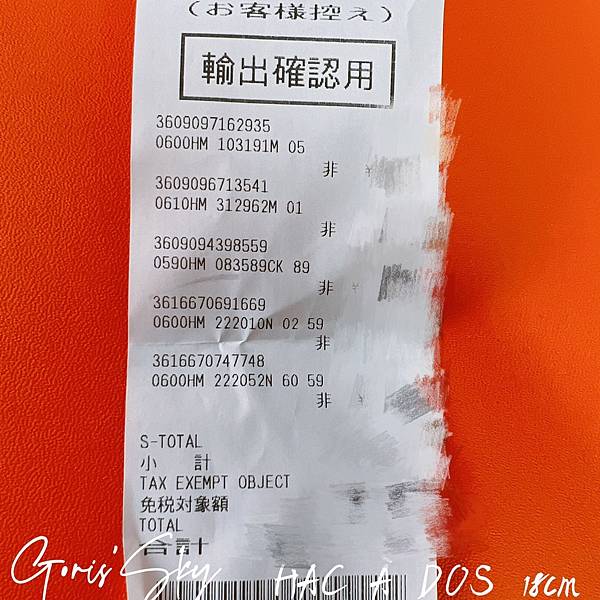 (お客様控え)
輸出確認用
3609097162935
0600HM 103191M 05
非 ¥
3609096713541
0610HM 312962M 01
非
3609094398559
0590HM 083589CK 89
非 ¥
3616670691669
0600HM 222010N 02 59
非
3616670747748
0600HM 222052N 60 59
非 ¥
S-TOTAL
小 計
TAX EXEMPT OBJECT
免税対象額
TOTAL
合計
Goris'Sky HAC À DOS 18CM